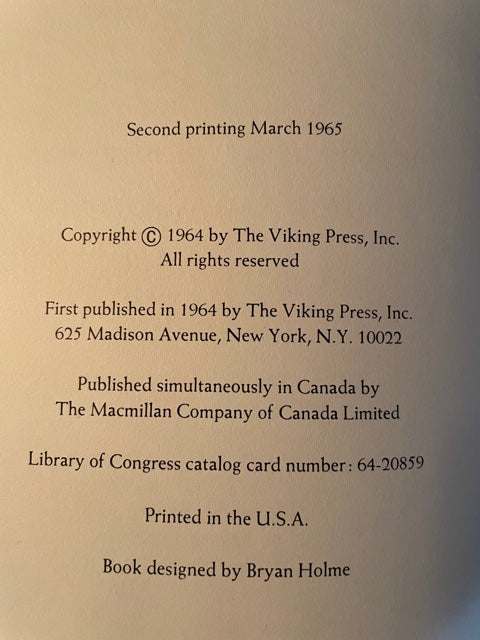 Second printing March 1965
Copyright © 1964 by The Viking Press, Inc.
All rights reserved
First published in 1964 by The Viking Press, Inc.
625 Madison Avenue, New York, N.Y. 10022
Published simultaneously in Canada by
The Macmillan Company of Canada Limited
Library of Congress catalog card number: 64-20859
Printed in the U.S.A.
Book designed by Bryan Holme